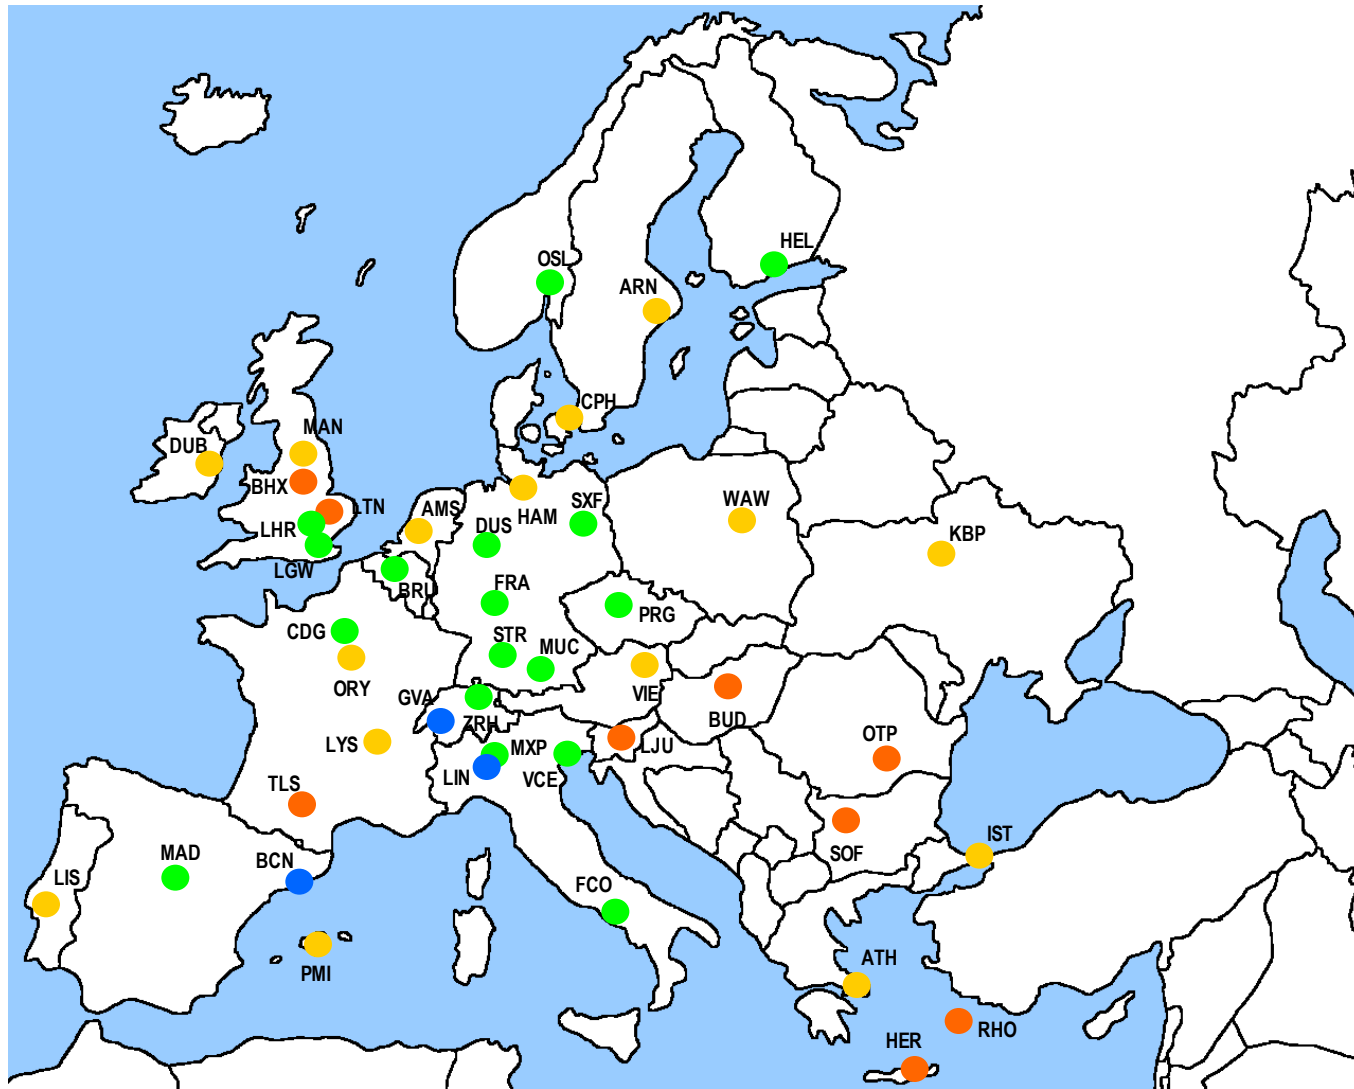 HEL
OSL
ARN
CPH
MAN
DUB
BHX
LTN
AMS
HAM
SXF
WAW
LHR
DUS
KBP
LGW
BRU
FRA
PRG
CDG
STR
MUC
ORY
GVA
VIE
ZRH
BUD
LYS
MXP
LJU
OTP
LIN
VCE
TLS
IST
MAD
BCN
SOF
LIS
FCO
ATH
PMI
RHO
HER